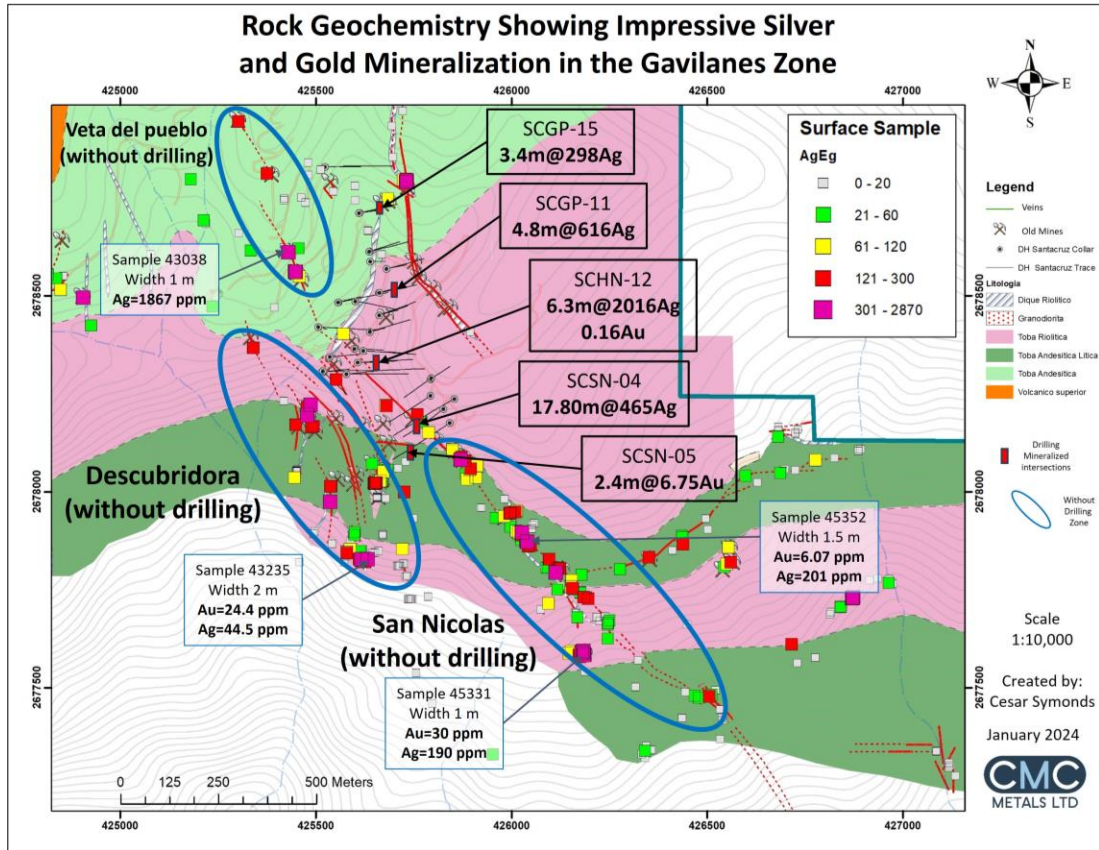 Rock Geochemistry Showing Impressive Silver
and Gold Mineralization in the Gavilanes Zone
N
W E
S
425000 425500 426000 426500 427000
2678500
2678000
2677500
2678500
2678000
2677500
Veta del pueblo
(without drilling)
SCGP-15
3.4m@298Ag
SCGP-11
4.8m@616Ag
SCHN-12
6.3m@2016Ag
0.16Au
SCSN-04
17.80m@465Ag
SCSN-05
2.4m@6.75Au
Sample 43038
Width 1 m
Ag=1867 ppm
Descubridora
(without drilling)
Sample 43235
Width 2 m
Au=24.4 ppm
Ag=44.5 ppm
San Nicolas
(without drilling)
Sample 45352
Width 1.5 m
Au=6.07 ppm
Ag=201 ppm
Sample 45331
Width 1 m
Au=30 ppm
Ag=190 ppm
Surface Sample
AgEg
0 - 20
21 - 60
61 - 120
121 - 300
301 - 2870
Legend
Veins
Old Mines
DH Santacruz Collar
DH Santacruz Trace
Litologia
Dique Riolitico
Granodiorita
Toba Riolitica
Toba Andesitica Litica
Toba Andesitica
Volcanico superior
Drilling
Mineralized
intersections
Without
Drilling
Zone
Scale
1:10,000
Created by:
Cesar Symonds
January 2024
CMC
METALS LTD
0 125 250 500 Meters
425000 425500 426000 426500 427000